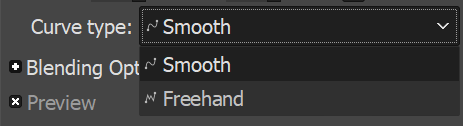 Curve type: Smooth
Blending Opt
Smooth
Preview
Freehand